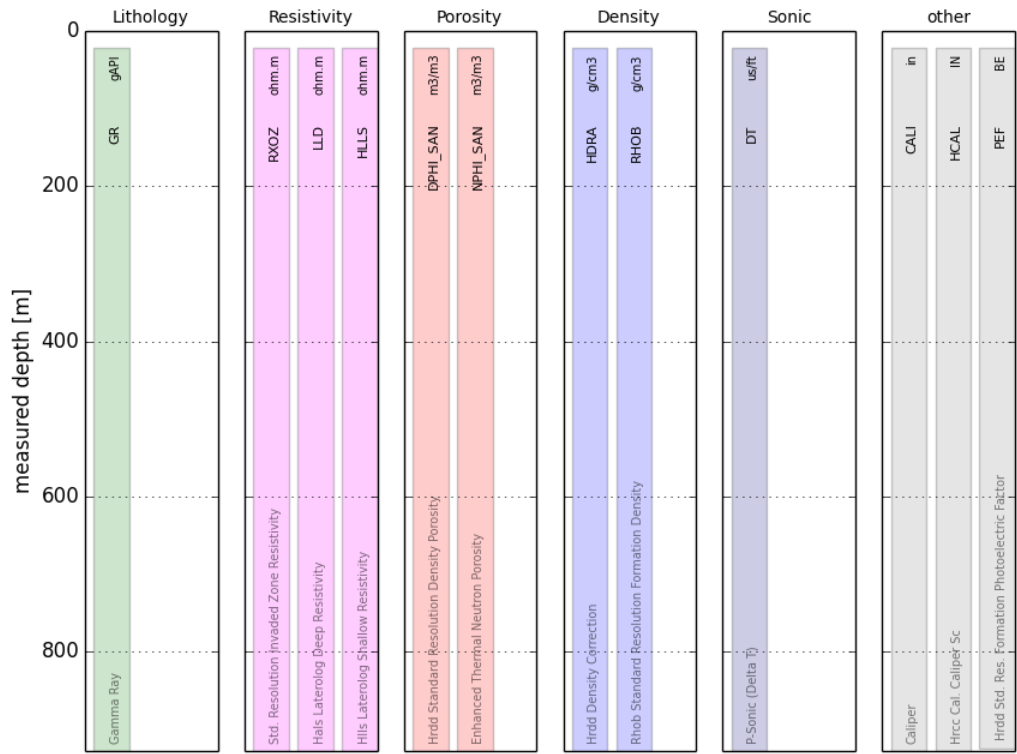 Lithology
Resistivity
Porosity
Density
Sonic
other
measured depth [m]
0
200
400
600
800
gAPI
GR
Gamma Ray
ohm.m
RXOZ
Std. Resolution Invaded Zone Resistivity
ohm.m
LLD
Hals Laterolog Deep Resistivity
ohm.m
HLLS
Hlls Laterolog Shallow Resistivity
m3/m3
DPHI_SAN
Hrdd Standard Resolution Density Porosity
m3/m3
NPHI_SAN
Enhanced Thermal Neutron Porosity
g/cm3
HDRA
Hrdd Density Correction
g/cm3
RHOB
Rhob Standard Resolution Formation Density
us/ft
DT
P-Sonic (Delta T)
in
CALI
Caliper
IN
HCAL
Hrcc Cal. Caliper Sc
BE
PEF
Hrdd Std. Res. Formation Photoelectric Factor